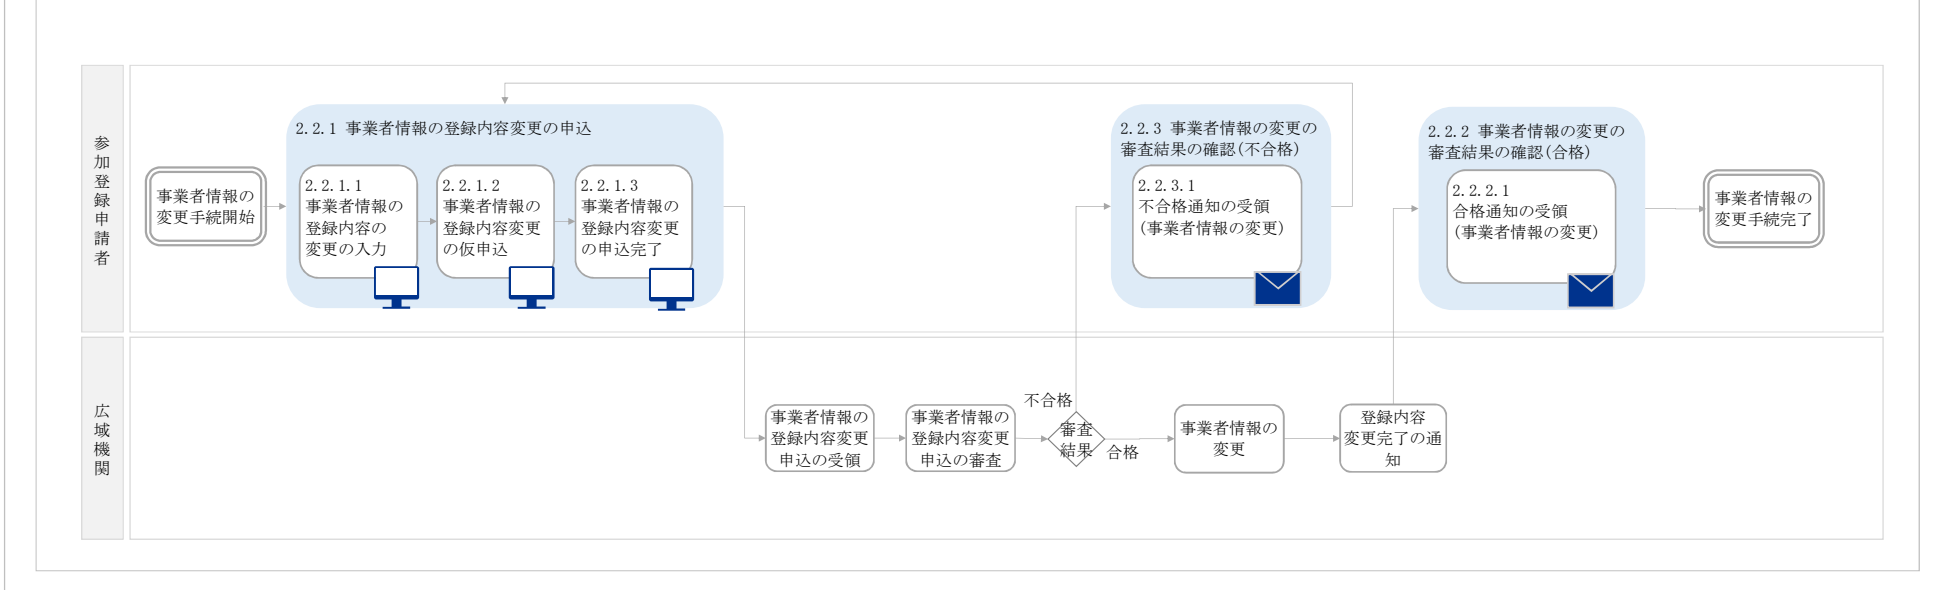 参加登録申請者
事業者情報の
変更手続開始
2.2.1 事業者情報の登録内容変更の申込
2.2.1.1
事業者情報の
登録内容の
変更の入力
2.2.1.2
事業者情報の
登録内容変更
の仮申込
2.2.1.3
事業者情報の
登録内容変更
の申込完了
2.2.3 事業者情報の変更の
審査結果の確認(不合格)
2.2.3.1
不合格通知の受領
(事業者情報の変更)
2.2.2 事業者情報の変更の
審査結果の確認(合格)
2.2.2.1
合格通知の受領
(事業者情報の変更)
事業者情報の
変更手続完了
広域機関
事業者情報の
登録内容変更
申込の受領
事業者情報の
登録内容変更
申込の審査
不合格
審査
結果
合格
事業者情報の
変更
登録内容
変更完了の通
知